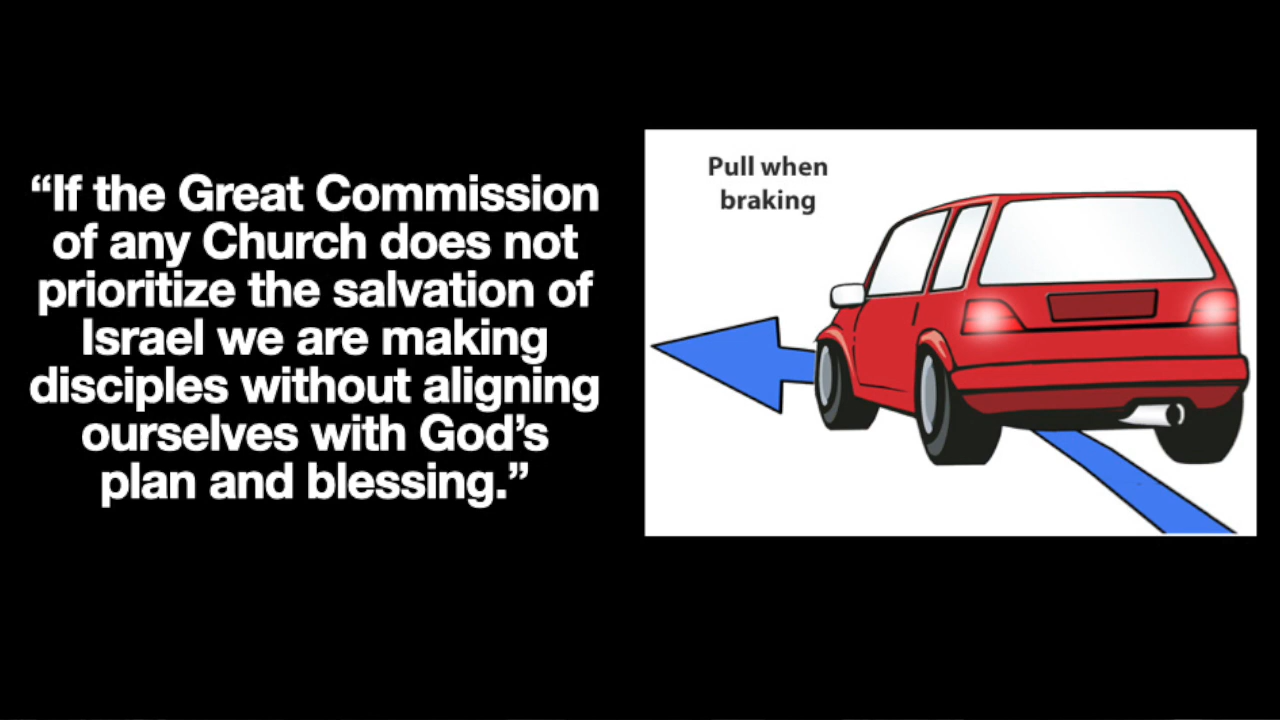 “If the Great Commission
of any Church does not
prioritize the salvation of
Israel we are making
disciples without aligning
ourselves with God’s
plan and blessing.”
Pull when
braking